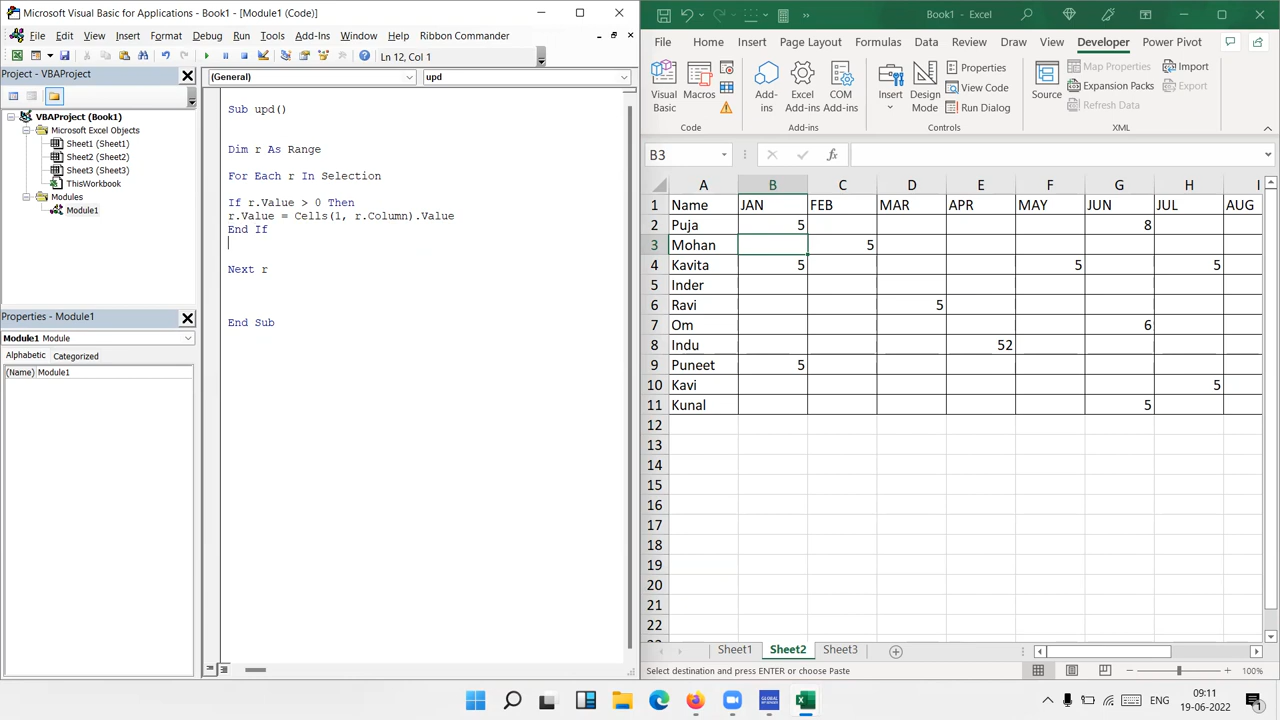 Microsoft Visual Basic for Applications - Book1 - [Module1 (Code)]
File Edit View Insert Format Debug Run Tools Add-Ins Window Help Ribbon Commander
Ln 12, Col 1
Project - VBAProject
VBAProject (Book1)
Microsoft Excel Objects
Sheet1 (Sheet1)
Sheet2 (Sheet2)
Sheet3 (Sheet3)
ThisWorkbook
Modules
Module1
Properties - Module1
Module1 Module
Alphabetic Categorized
(Name) Module1
(General) upd
Sub upd()
Dim r As Range
For Each r In Selection
If r.Value > 0 Then
r.Value = Cells(1, r.Column).Value
End If
Next r
End Sub
Book1 - Excel
File Home Insert Page Layout Formulas Data Review Draw View Developer Power Pivot
Visual Basic Macros Add-ins Excel Add-ins COM Add-ins Insert Design Mode Properties View Code Run Dialog Source Map Properties Expansion Packs Refresh Data Import Export
Code Add-ins Controls XML
B3 fx
A B C D E F G H I
1 Name JAN FEB MAR APR MAY JUN JUL AUG
2 Puja 5 8
3 Mohan 5
4 Kavita 5 5 5
5 Inder
6 Ravi 5
7 Om 6
8 Indu 52
9 Puneet 5
10 Kavi 5
11 Kunal 5
12
13
14
15
16
17
18
19
20
21
22
Sheet1 Sheet2 Sheet3
Select destination and press ENTER or choose Paste 100%
GLOBAL
ENG 09:11
19-06-2022
1